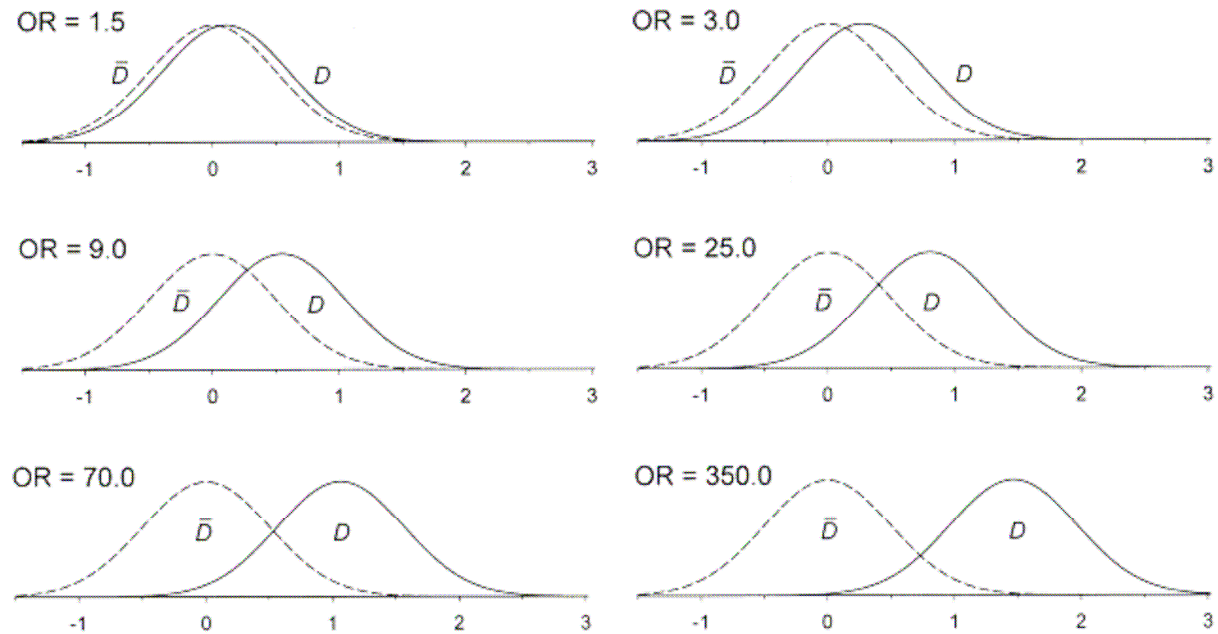 OR = 1.5
D̅ D
-1 0 1 2 3
OR = 3.0
D̅ D
-1 0 1 2 3
OR = 9.0
D̅ D
-1 0 1 2 3
OR = 25.0
D̅ D
-1 0 1 2 3
OR = 70.0
D̅ D
-1 0 1 2 3
OR = 350.0
D̅ D
-1 0 1 2 3